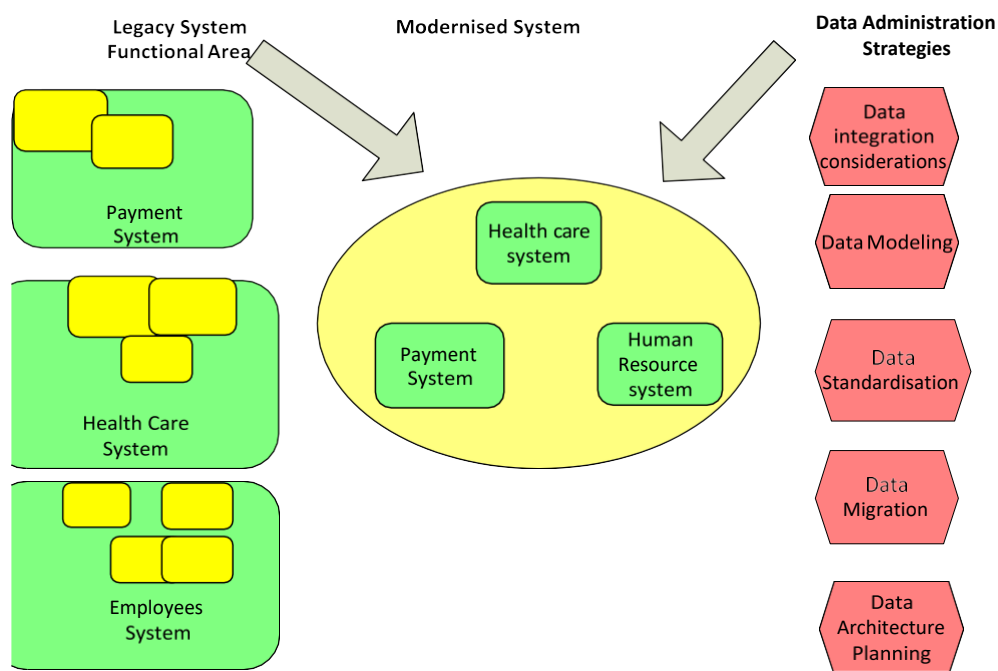 Legacy System
Functional Area
Modernised System
Data Administration
Strategies
Payment
System
Health Care
System
Employees
System
Health care
system
Payment
System
Human
Resource
system
Data
integration
considerations
Data Modeling
Data
Standardisation
Data
Migration
Data
Architecture
Planning